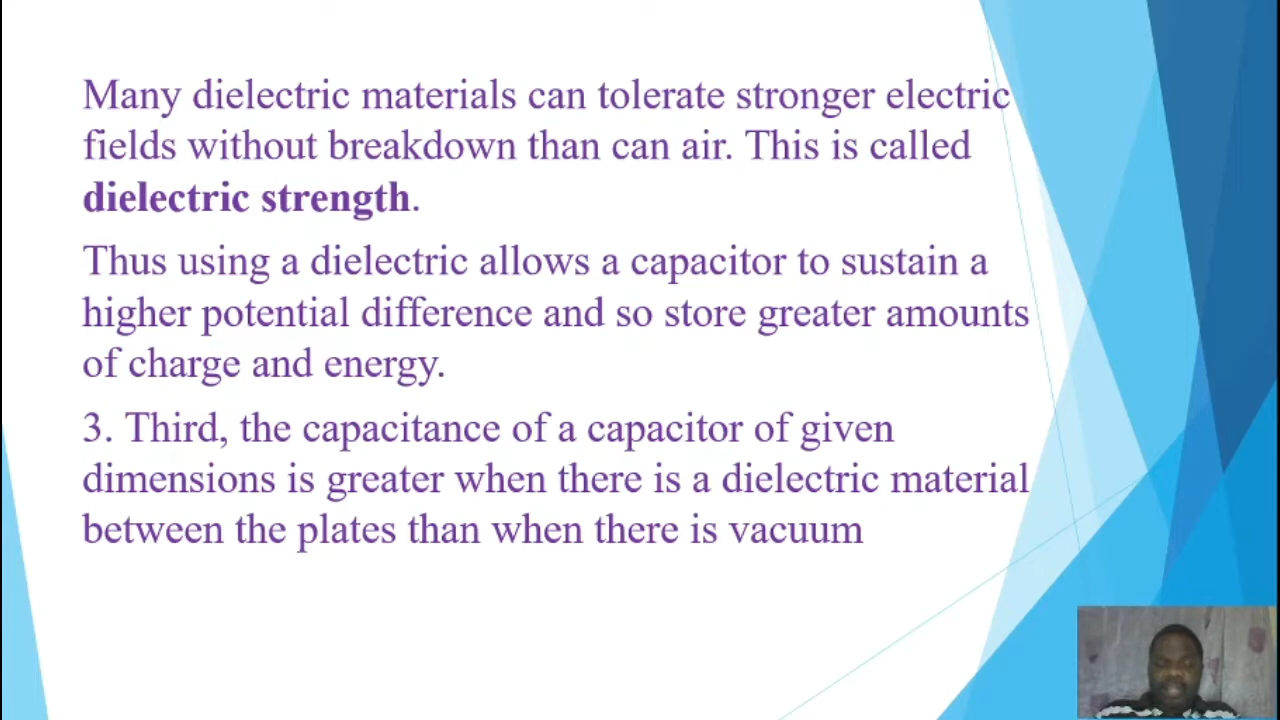 Many dielectric materials can tolerate stronger electric
fields without breakdown than can air. This is called
dielectric strength.
Thus using a dielectric allows a capacitor to sustain a
higher potential difference and so store greater amounts
of charge and energy.
3. Third, the capacitance of a capacitor of given
dimensions is greater when there is a dielectric material
between the plates than when there is vacuum